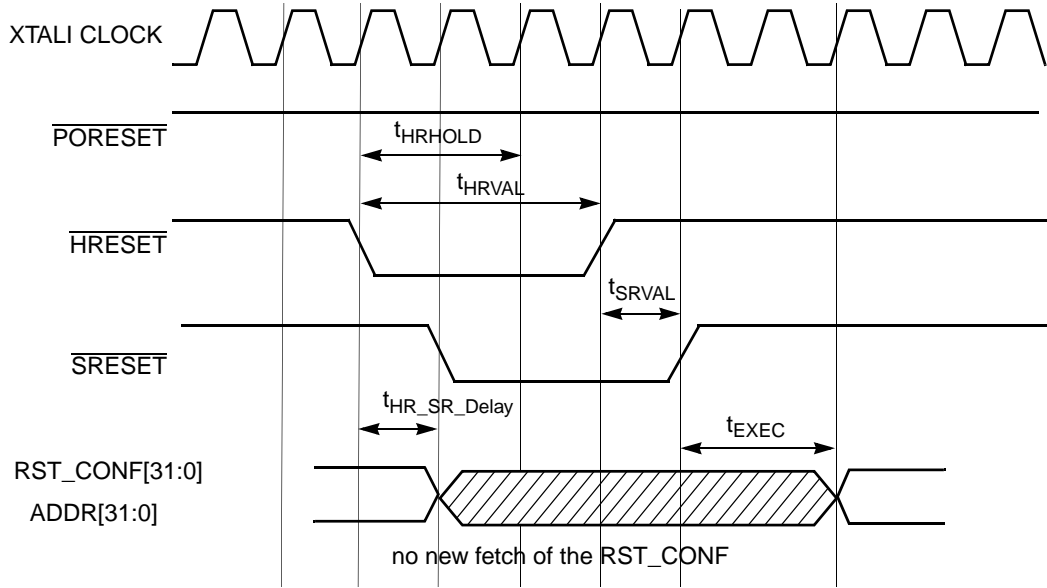 XTALI CLOCK
PORESET
tHRHOLD
tHRVAL
HRESET
tSRVAL
SRESET
tHR_SR_Delay
tEXEC
RST_CONF[31:0]
ADDR[31:0]
no new fetch of the RST_CONF